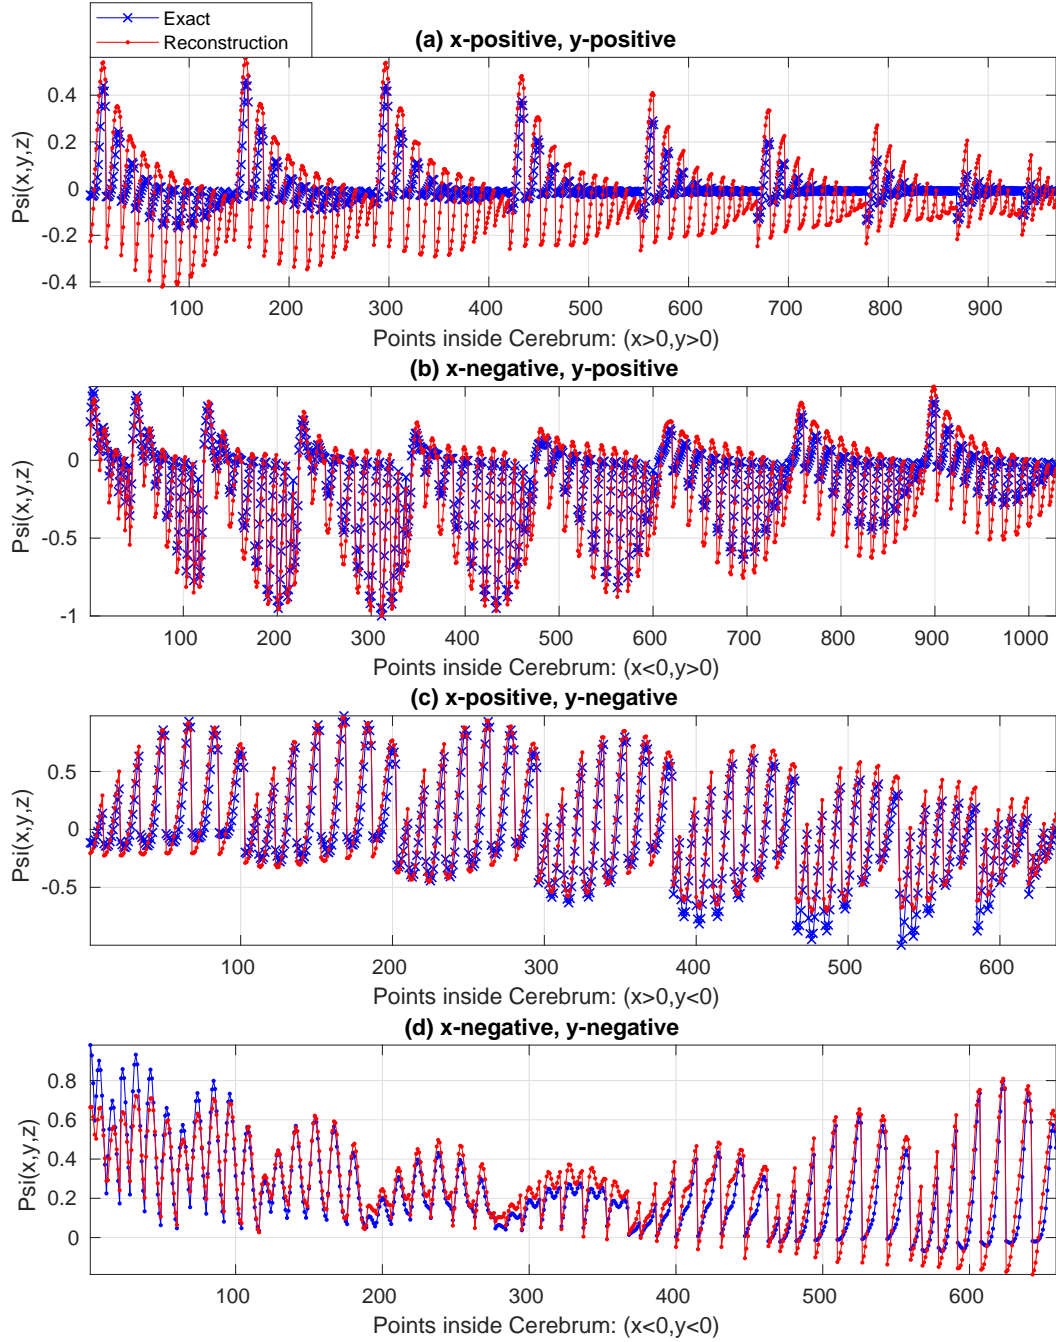 Exact
Reconstruction
(a) x-positive, y-positive
Psi(x,y,z)
0.4
0.2
0
-0.2
-0.4
100 200 300 400 500 600 700 800 900
Points inside Cerebrum: (x>0,y>0)
(b) x-negative, y-positive
Psi(x,y,z)
0
-0.5
-1
100 200 300 400 500 600 700 800 900 1000
Points inside Cerebrum: (x<0,y>0)
(c) x-positive, y-negative
Psi(x,y,z)
0.5
0
-0.5
100 200 300 400 500 600
Points inside Cerebrum: (x>0,y<0)
(d) x-negative, y-negative
Psi(x,y,z)
0.8
0.6
0.4
0.2
0
100 200 300 400 500 600
Points inside Cerebrum: (x<0,y<0)